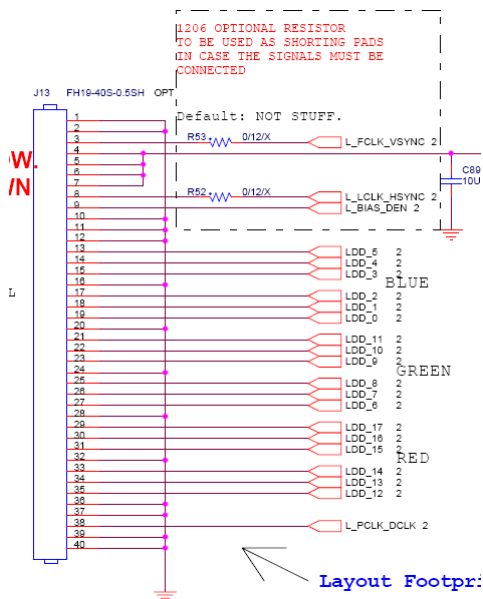 1206 OPTIONAL RESISTOR
TO BE USED AS SHORTING PADS
IN CASE THE SIGNALS MUST BE
CONNECTED
J13 FH19-40S-0.5SH OPT
Default: NOT STUFF.
1
2
3 R53 0/12/X L_FCLK_VSYNC 2
OW.
4
5
6
7
WN
C89
10U
8 R52 0/12/X L_LCLK_HSYNC 2
9 L_BIAS_DEN 2
10
11
12
13 LDD_5 2
14 LDD_4 2
15 LDD_3 2
16 BLUE
L
17 LDD_2 2
18 LDD_1 2
19 LDD_0 2
20
21 LDD_11 2
22 LDD_10 2
23 LDD_9 2
24 GREEN
25 LDD_8 2
26 LDD_7 2
27 LDD_6 2
28
29 LDD_17 2
30 LDD_16 2
31 LDD_15 2
32 RED
33 LDD_14 2
34 LDD_13 2
35 LDD_12 2
36
37
38 L_PCLK_DCLK 2
39
40
Layout Footpri